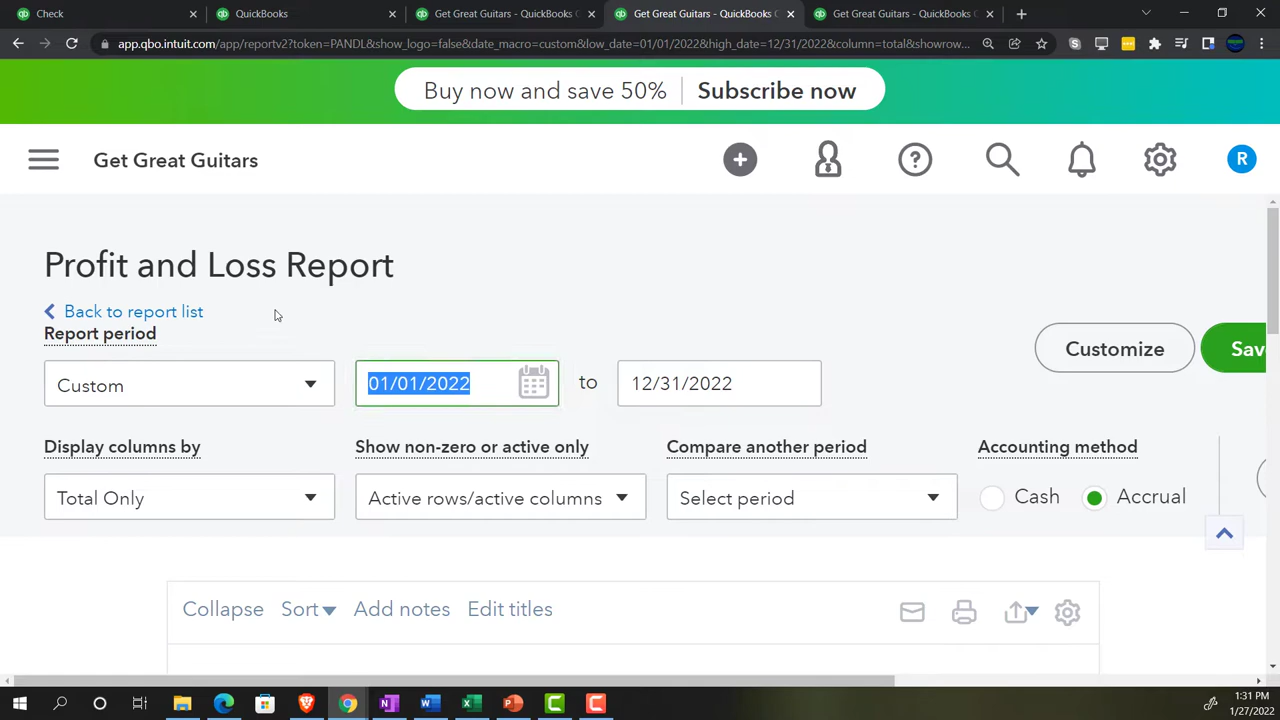 Check
QuickBooks
Get Great Guitars - QuickBooks
Get Great Guitars - QuickBooks
Get Great Guitars - QuickBooks
app.qbo.intuit.com/app/reportv2?token=PANDL&show_logo=false&date_macro=custom&low_date=01/01/2022&high_date=12/31/2022&column=total&showrow...
Buy now and save 50% Subscribe now
Get Great Guitars
R
Profit and Loss Report
Back to report list
Report period
Customize
Custom 01/01/2022 to 12/31/2022
Display columns by Show non-zero or active only Compare another period Accounting method
Total Only Active rows/active columns Select period Cash Accrual
Collapse Sort Add notes Edit titles
1:31 PM
1/27/2022